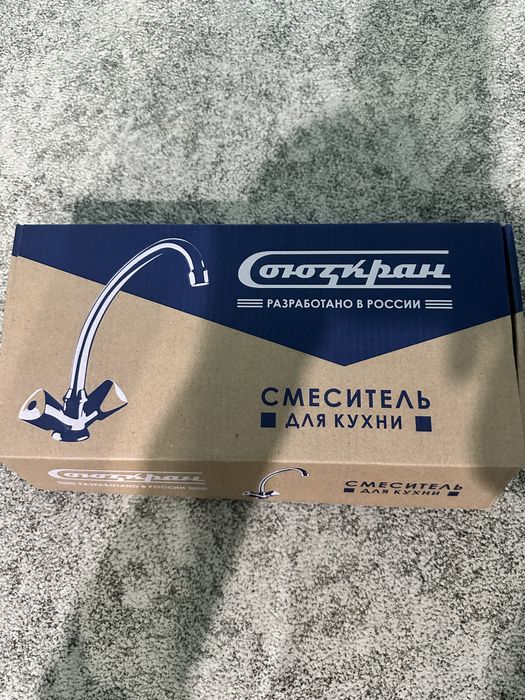 Союзкран
РАЗРАБОТАНО В РОССИИ
СМЕСИТЕЛЬ
ДЛЯ КУХНИ
Союзкран
РАЗРАБОТАНО В РОССИИ
СМЕСИТЕЛЬ
ДЛЯ КУХНИ